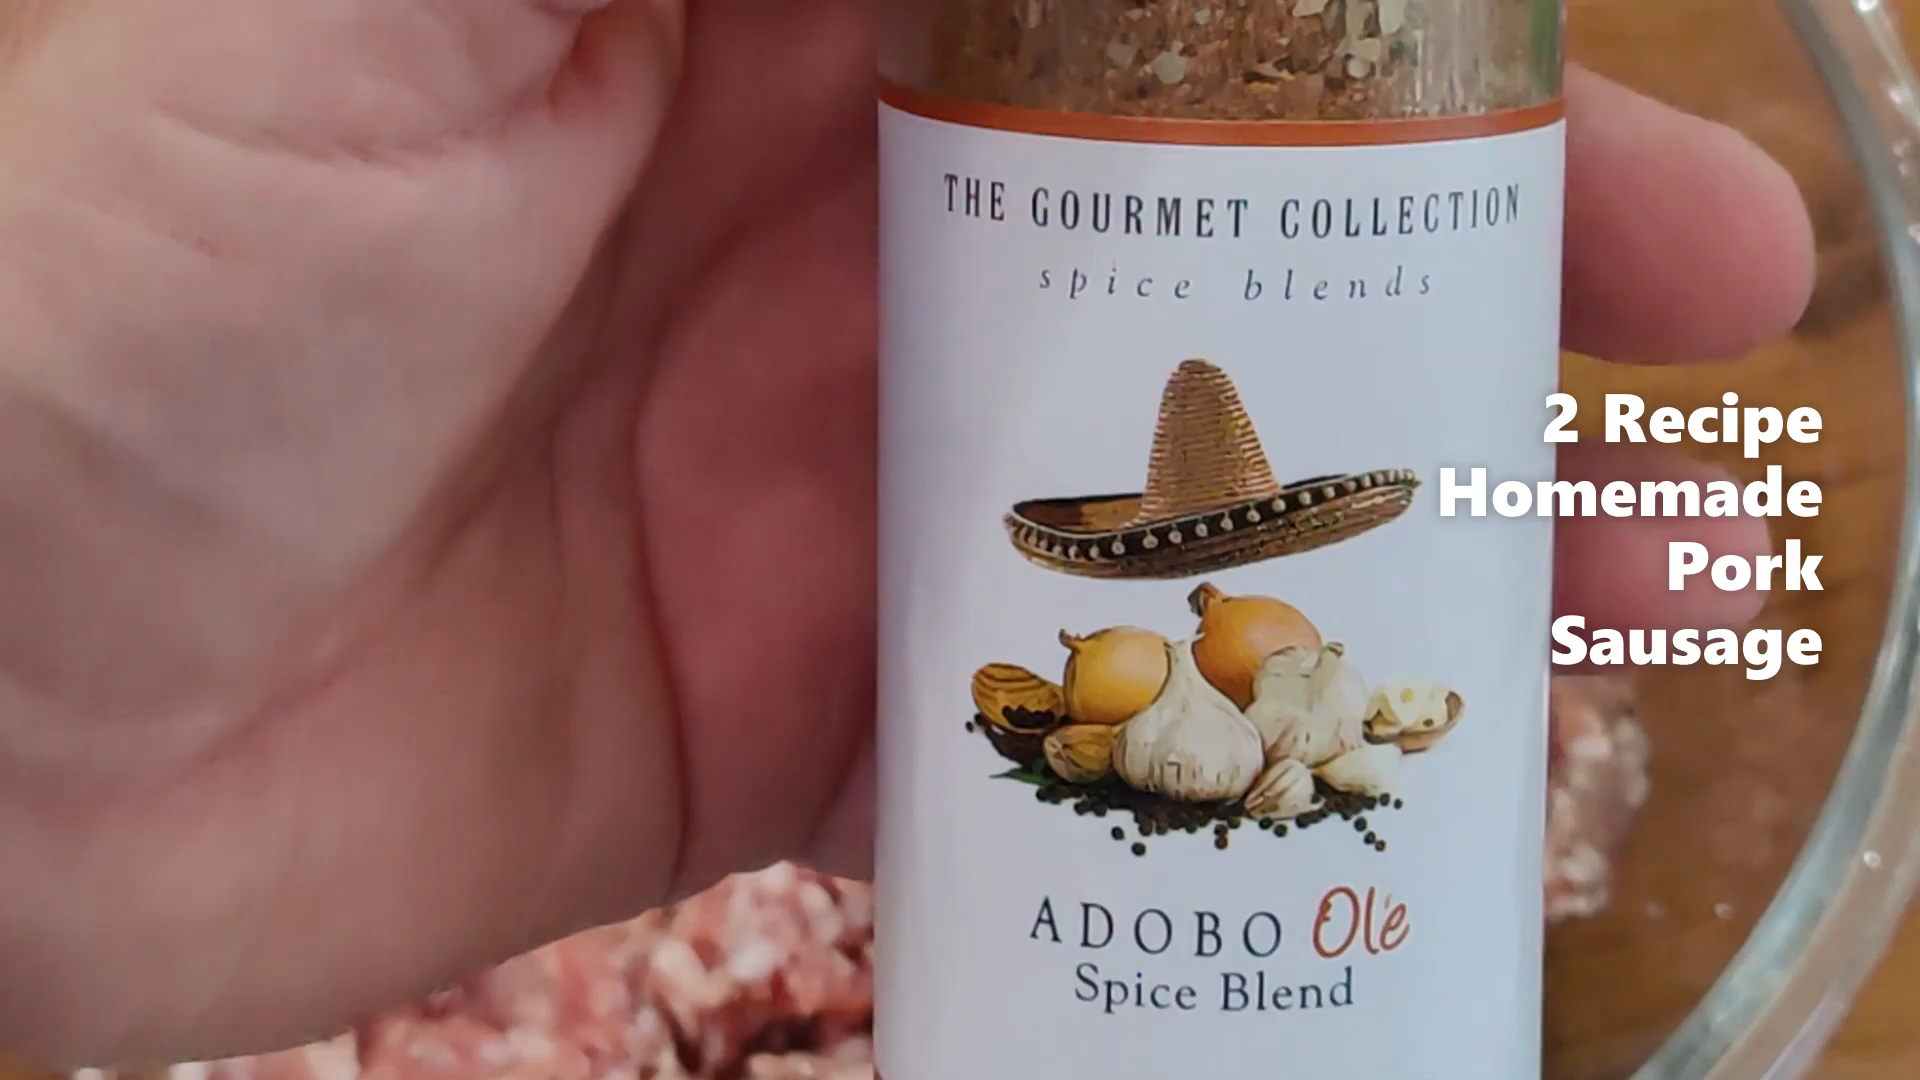 THE GOURMET COLLECTION
spice blends
2 Recipe
Homemade
Pork
Sausage
ADOBO Olé
Spice Blend